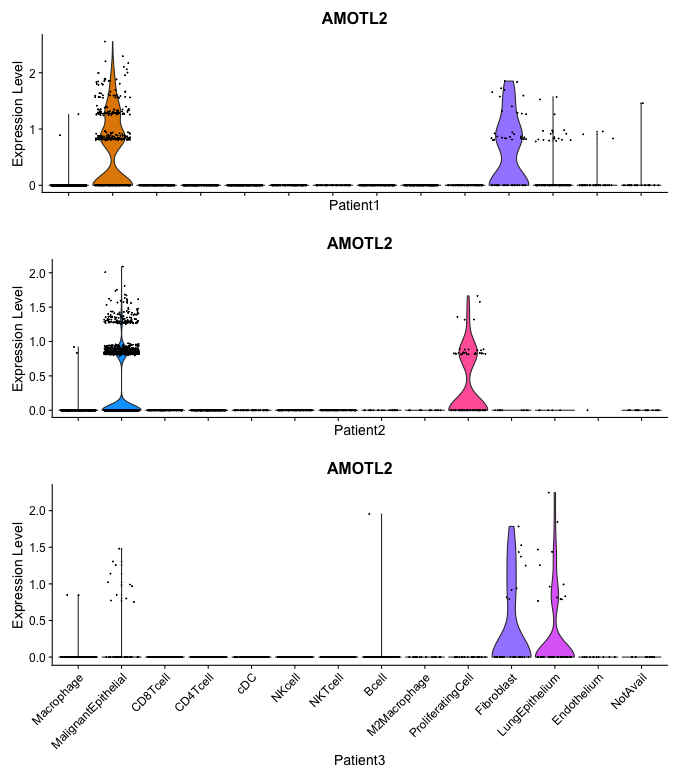 AMOTL2
Expression Level
2
1
0
Patient1
AMOTL2
Expression Level
2.0
1.5
1.0
0.5
0.0
Patient2
AMOTL2
Expression Level
2.0
1.5
1.0
0.5
0.0
Macrophage
MalignantEpithelial
CD8Tcell
CD4Tcell
cDC
NKcell
NKTcell
Bcell
M2Macrophage
ProliferatingCell
Fibroblast
LungEpithelium
Endothelium
NotAvail
Patient3